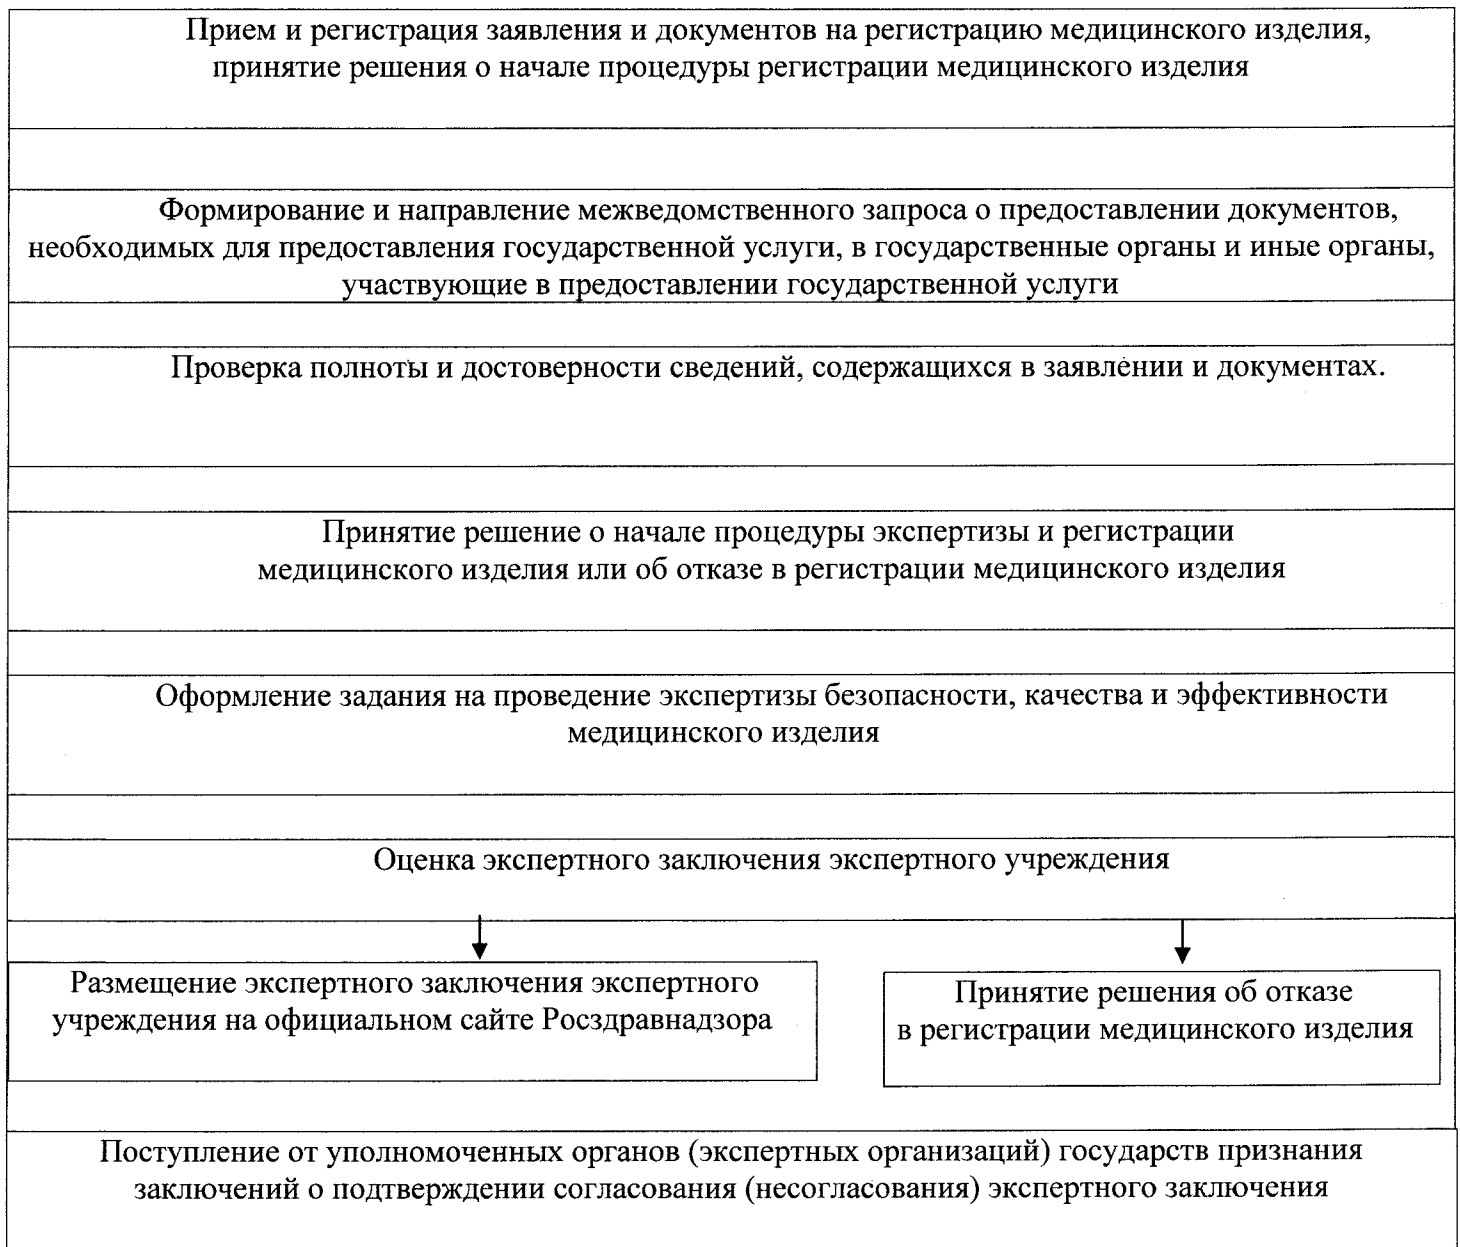 Прием и регистрация заявления и документов на регистрацию медицинского изделия,
принятие решения о начале процедуры регистрации медицинского изделия
Формирование и направление межведомственного запроса о предоставлении документов,
необходимых для предоставления государственной услуги, в государственные органы и иные органы,
участвующие в предоставлении государственной услуги
Проверка полноты и достоверности сведений, содержащихся в заявлении и документах.
Принятие решение о начале процедуры экспертизы и регистрации
медицинского изделия или об отказе в регистрации медицинского изделия
Оформление задания на проведение экспертизы безопасности, качества и эффективности
медицинского изделия
Оценка экспертного заключения экспертного учреждения
Размещение экспертного заключения экспертного
учреждения на официальном сайте Росздравнадзора
Принятие решения об отказе
в регистрации медицинского изделия
Поступление от уполномоченных органов (экспертных организаций) государств признания
заключений о подтверждении согласования (несогласования) экспертного заключения